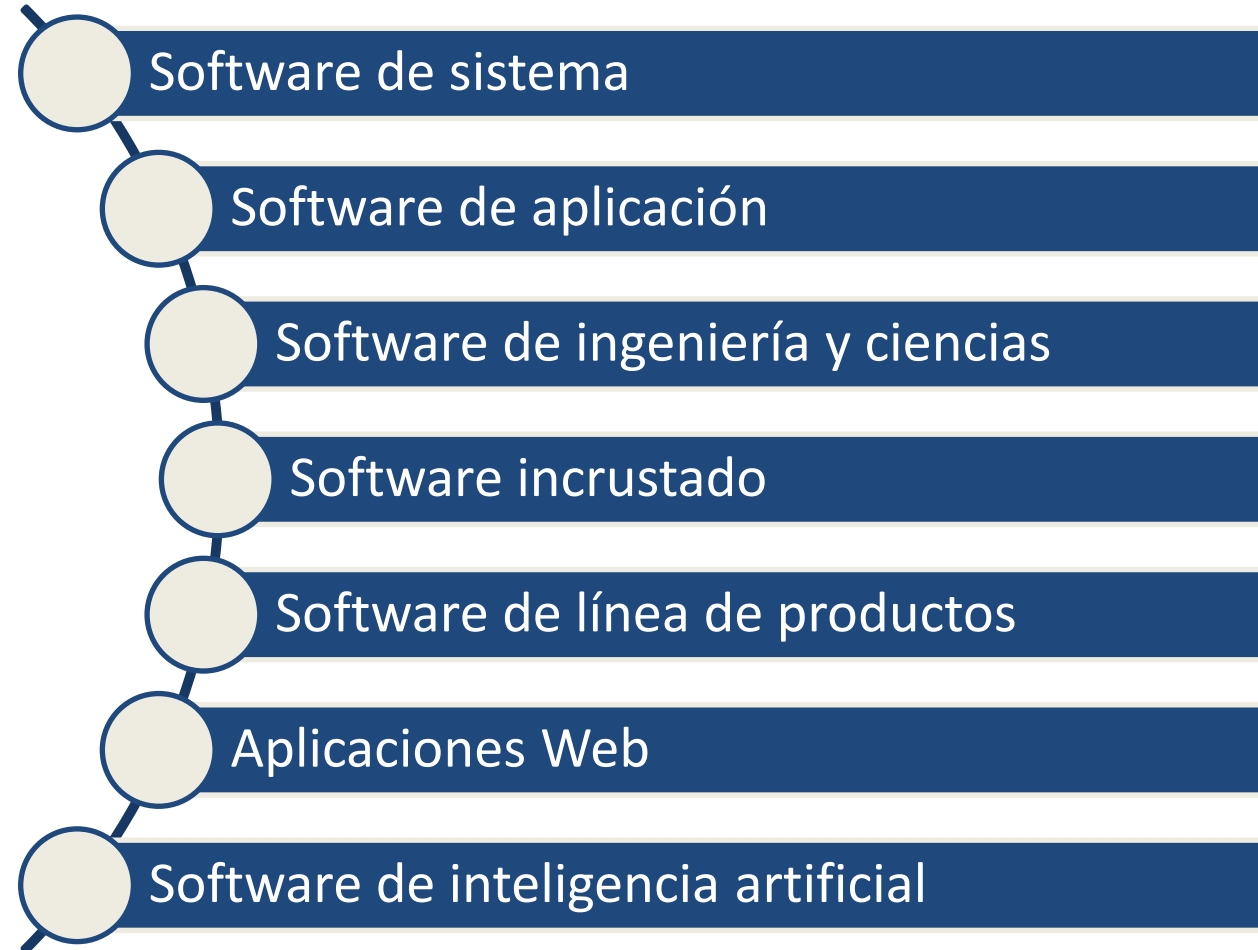 Software de sistema
Software de aplicación
Software de ingeniería y ciencias
Software incrustado
Software de línea de productos
Aplicaciones Web
Software de inteligencia artificial